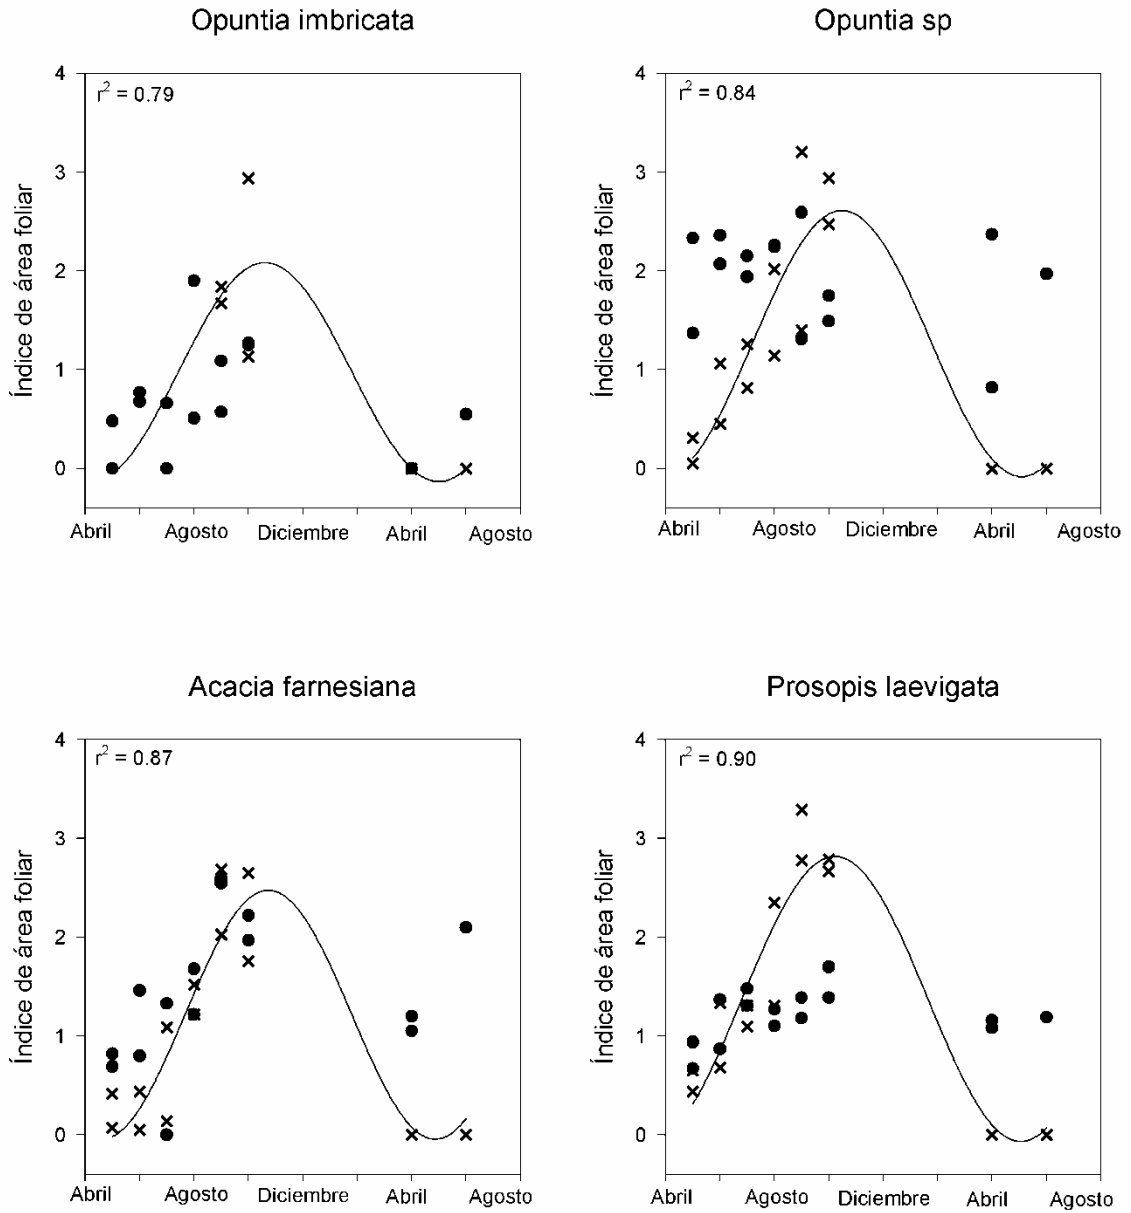 Opuntia imbricata
Opuntia sp
r² = 0.79
4
3
2
1
0
Índice de área foliar
Abril Agosto Diciembre Abril Agosto
r² = 0.84
4
3
2
1
0
Índice de área foliar
Abril Agosto Diciembre Abril Agosto
Acacia farnesiana
Prosopis laevigata
r² = 0.87
4
3
2
1
0
Índice de área foliar
Abril Agosto Diciembre Abril Agosto
r² = 0.90
4
3
2
1
0
Índice de área foliar
Abril Agosto Diciembre Abril Agosto